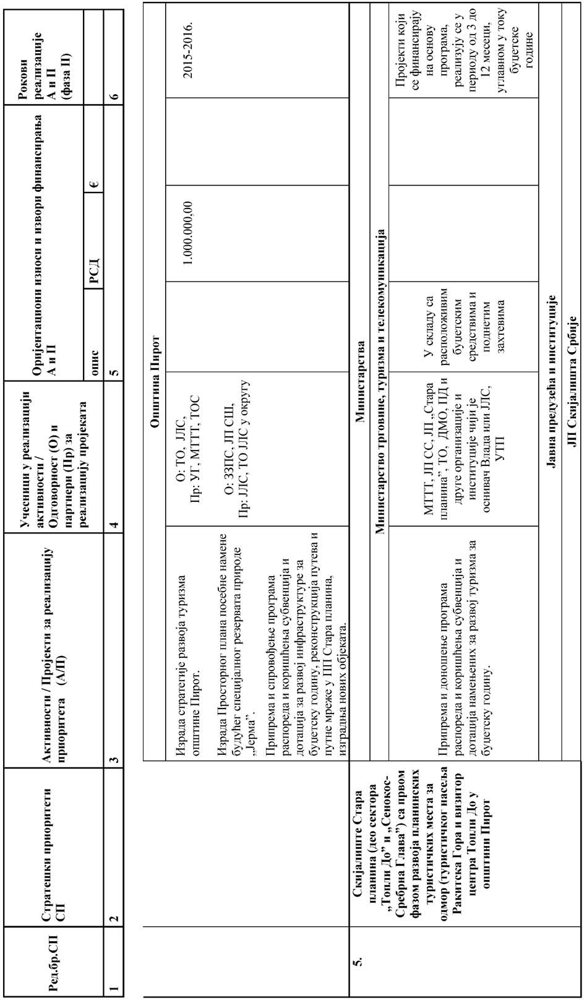 Ред.бр.СП
Стратешки приоритети
СП
Активности / Пројекти за реализацију
приоритета (А/П)
Учесници у реализацији
активности /
Одговорност (О) и
партнери (Пр) за
реализацију пројеката
Оријентациони износи и извори финансирања
А и П
опис
РСД
€
Рокови
реализације
А и П
(фаза II)
1
2
3
4
5
6
Општина Пирот
Израда стратегије развоја туризма
општине Пирот.
О: ТО, ЈЛС,
Пр: УГ, МТТТ, ТОС
1.000.000,00
2015-2016.
Израда Просторног плана посебне намене
будућег специјалног резервата природе
„Јерма”.
О: ЗЗПС, ЈП СШ,
Пр: ЈЛС, ТО ЈЛС у округу
Припрема и спровођење програма
распореда и коришћења субвенција и
дотација за развој инфраструктуре за
буџетску годину, реконструкција путева и
путне мреже у ПП Стара планина,
изградња нових објеката.
5.
Скијалиште Стара
планина (део сектора
„Топли До” и „Сенокос-
Сребрна Глава”) са првом
фазом развоја планинских
туристичких места за
одмор (туристичког насеља
Ракитска Гора и визитор
центра Топли До у
општини Пирот
Министарства
Министарство трговине, туризма и телекомуникација
Припрема и доношење програма
распореда и коришћења субвенција и
дотација намењених за развој туризма за
буџетску годину.
МТТТ, ЈП СС, ЈП „Стара
планина”, ТО, ДМО, ПД и
друге организације и
институције чији је
оснивач Влада или ЈЛС,
УТП
У складу са
расположивим
буџетским
средствима и
поднетим
захтевима
Пројекти који
се финансирају
на основу
програма,
реализују се у
периоду од 3 до
12 месеци,
углавном у току
буџетске
године
Јавна предузећа и институције
ЈП Скијалишта Србије